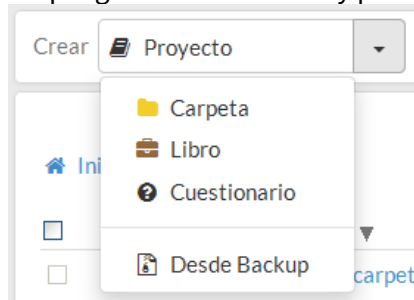 Crear Proyecto
Carpeta
Libro
Ini
Cuestionario
Desde Backup
carpet